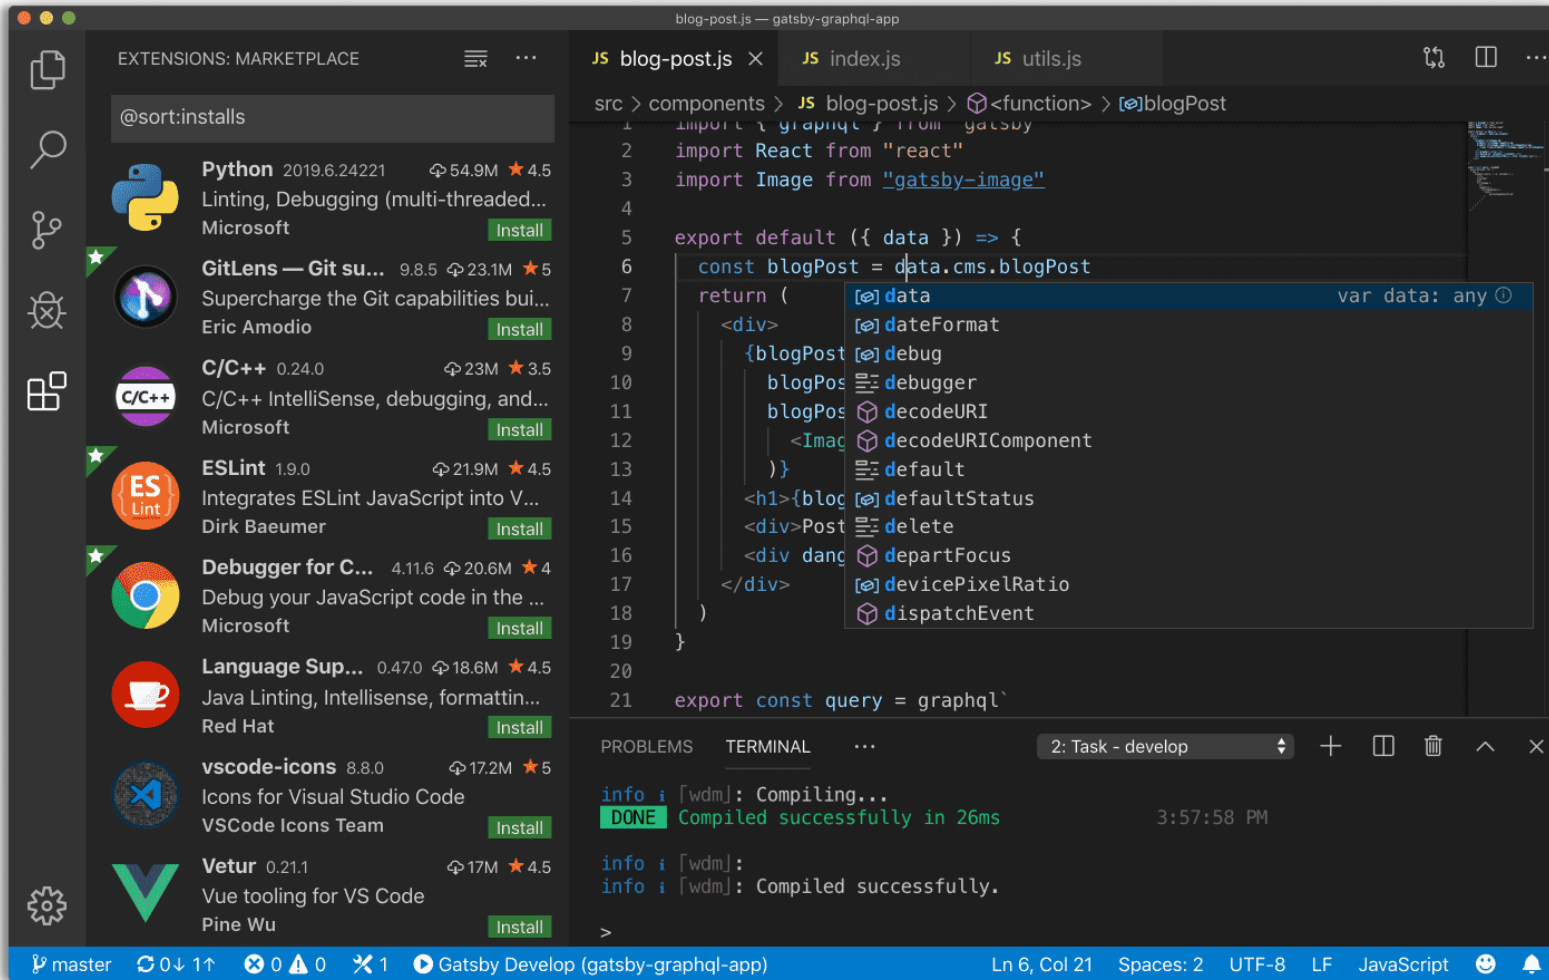 blog-post.js — gatsby-graphql-app
EXTENSIONS: MARKETPLACE
@sort:installs
Python 2019.6.24221 54.9M 4.5
Linting, Debugging (multi-threaded...
Microsoft Install
GitLens — Git su... 9.8.5 23.1M 5
Supercharge the Git capabilities bui...
Eric Amodio Install
C/C++ 0.24.0 23M 3.5
C/C++
C/C++ IntelliSense, debugging, and...
Microsoft Install
ESLint 1.9.0 21.9M 4.5
ES
Lint
Integrates ESLint JavaScript into V...
Dirk Baeumer Install
Debugger for C... 4.11.6 20.6M 4
Debug your JavaScript code in the ...
Microsoft Install
Language Sup... 0.47.0 18.6M 4.5
Java Linting, Intellisense, formattin...
Red Hat Install
vscode-icons 8.8.0 17.2M 5
Icons for Visual Studio Code
VSCode Icons Team Install
Vetur 0.21.1 17M 4.5
Vue tooling for VS Code
Pine Wu Install
JS blog-post.js JS index.js JS utils.js
src > components > JS blog-post.js > <function> > blogPost
1 import { graphql } from "gatsby"
2 import React from "react"
3 import Image from "gatsby-image"
4
5 export default ({ data }) => {
6 const blogPost = data.cms.blogPost
7 return (
8 <div>
9 {blogPost
10 blogPos
11 blogPos
12 <Imag
13 )}
14 <h1>{blog
15 <div>Post
16 <div dang
17 </div>
18 )
19 }
20
21 export const query = graphql`
data var data: any
dateFormat
debug
debugger
decodeURI
decodeURIComponent
default
defaultStatus
delete
departFocus
devicePixelRatio
dispatchEvent
PROBLEMS TERMINAL ... 2: Task - develop
info i ｢wdm｣: Compiling...
DONE Compiled successfully in 26ms 3:57:58 PM
info i ｢wdm｣:
info i ｢wdm｣: Compiled successfully.
>
master 0↓ 1↑ 0 0 1 Gatsby Develop (gatsby-graphql-app) Ln 6, Col 21 Spaces: 2 UTF-8 LF JavaScript